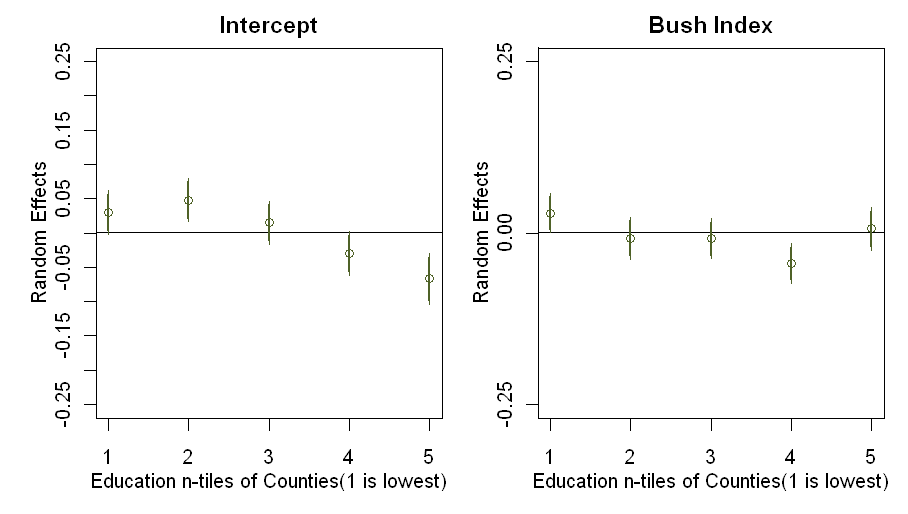 Intercept
Random Effects
0.25
0.15
0.05
-0.05
-0.15
-0.25
1 2 3 4 5
Education n-tiles of Counties(1 is lowest)
Bush Index
Random Effects
0.25
0.00
-0.25
1 2 3 4 5
Education n-tiles of Counties(1 is lowest)